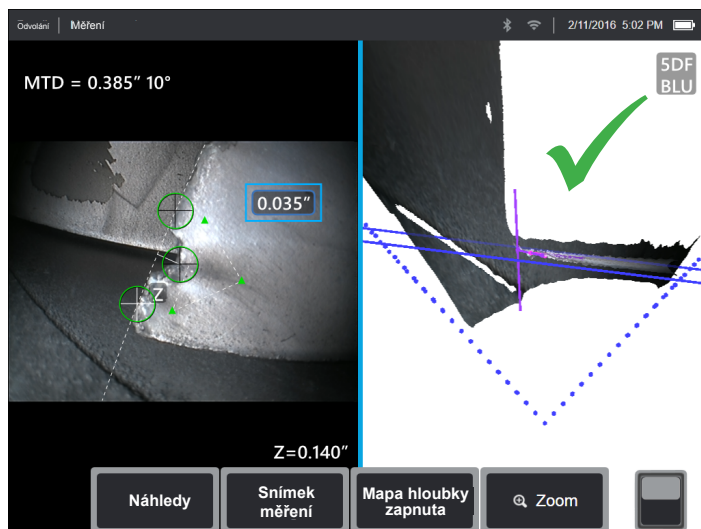 Odvolání | Měření
2/11/2016 5:02 PM
MTD = 0.385″ 10°
5DF
BLU
0.035″
Z
Z=0.140″
Náhledy
Snímek
měření
Mapa hloubky
zapnuta
Zoom